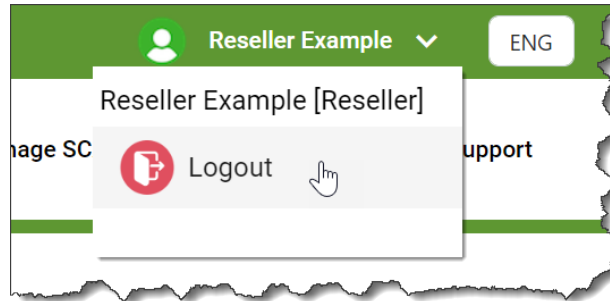 Reseller Example
ENG
Reseller Example [Reseller]
nage SC
upport
Logout